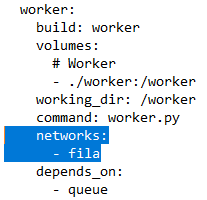 worker:
  build: worker
  volumes:
    # Worker
    - ./worker:/worker
  working_dir: /worker
  command: worker.py
  networks:
    - fila
  depends_on:
    - queue